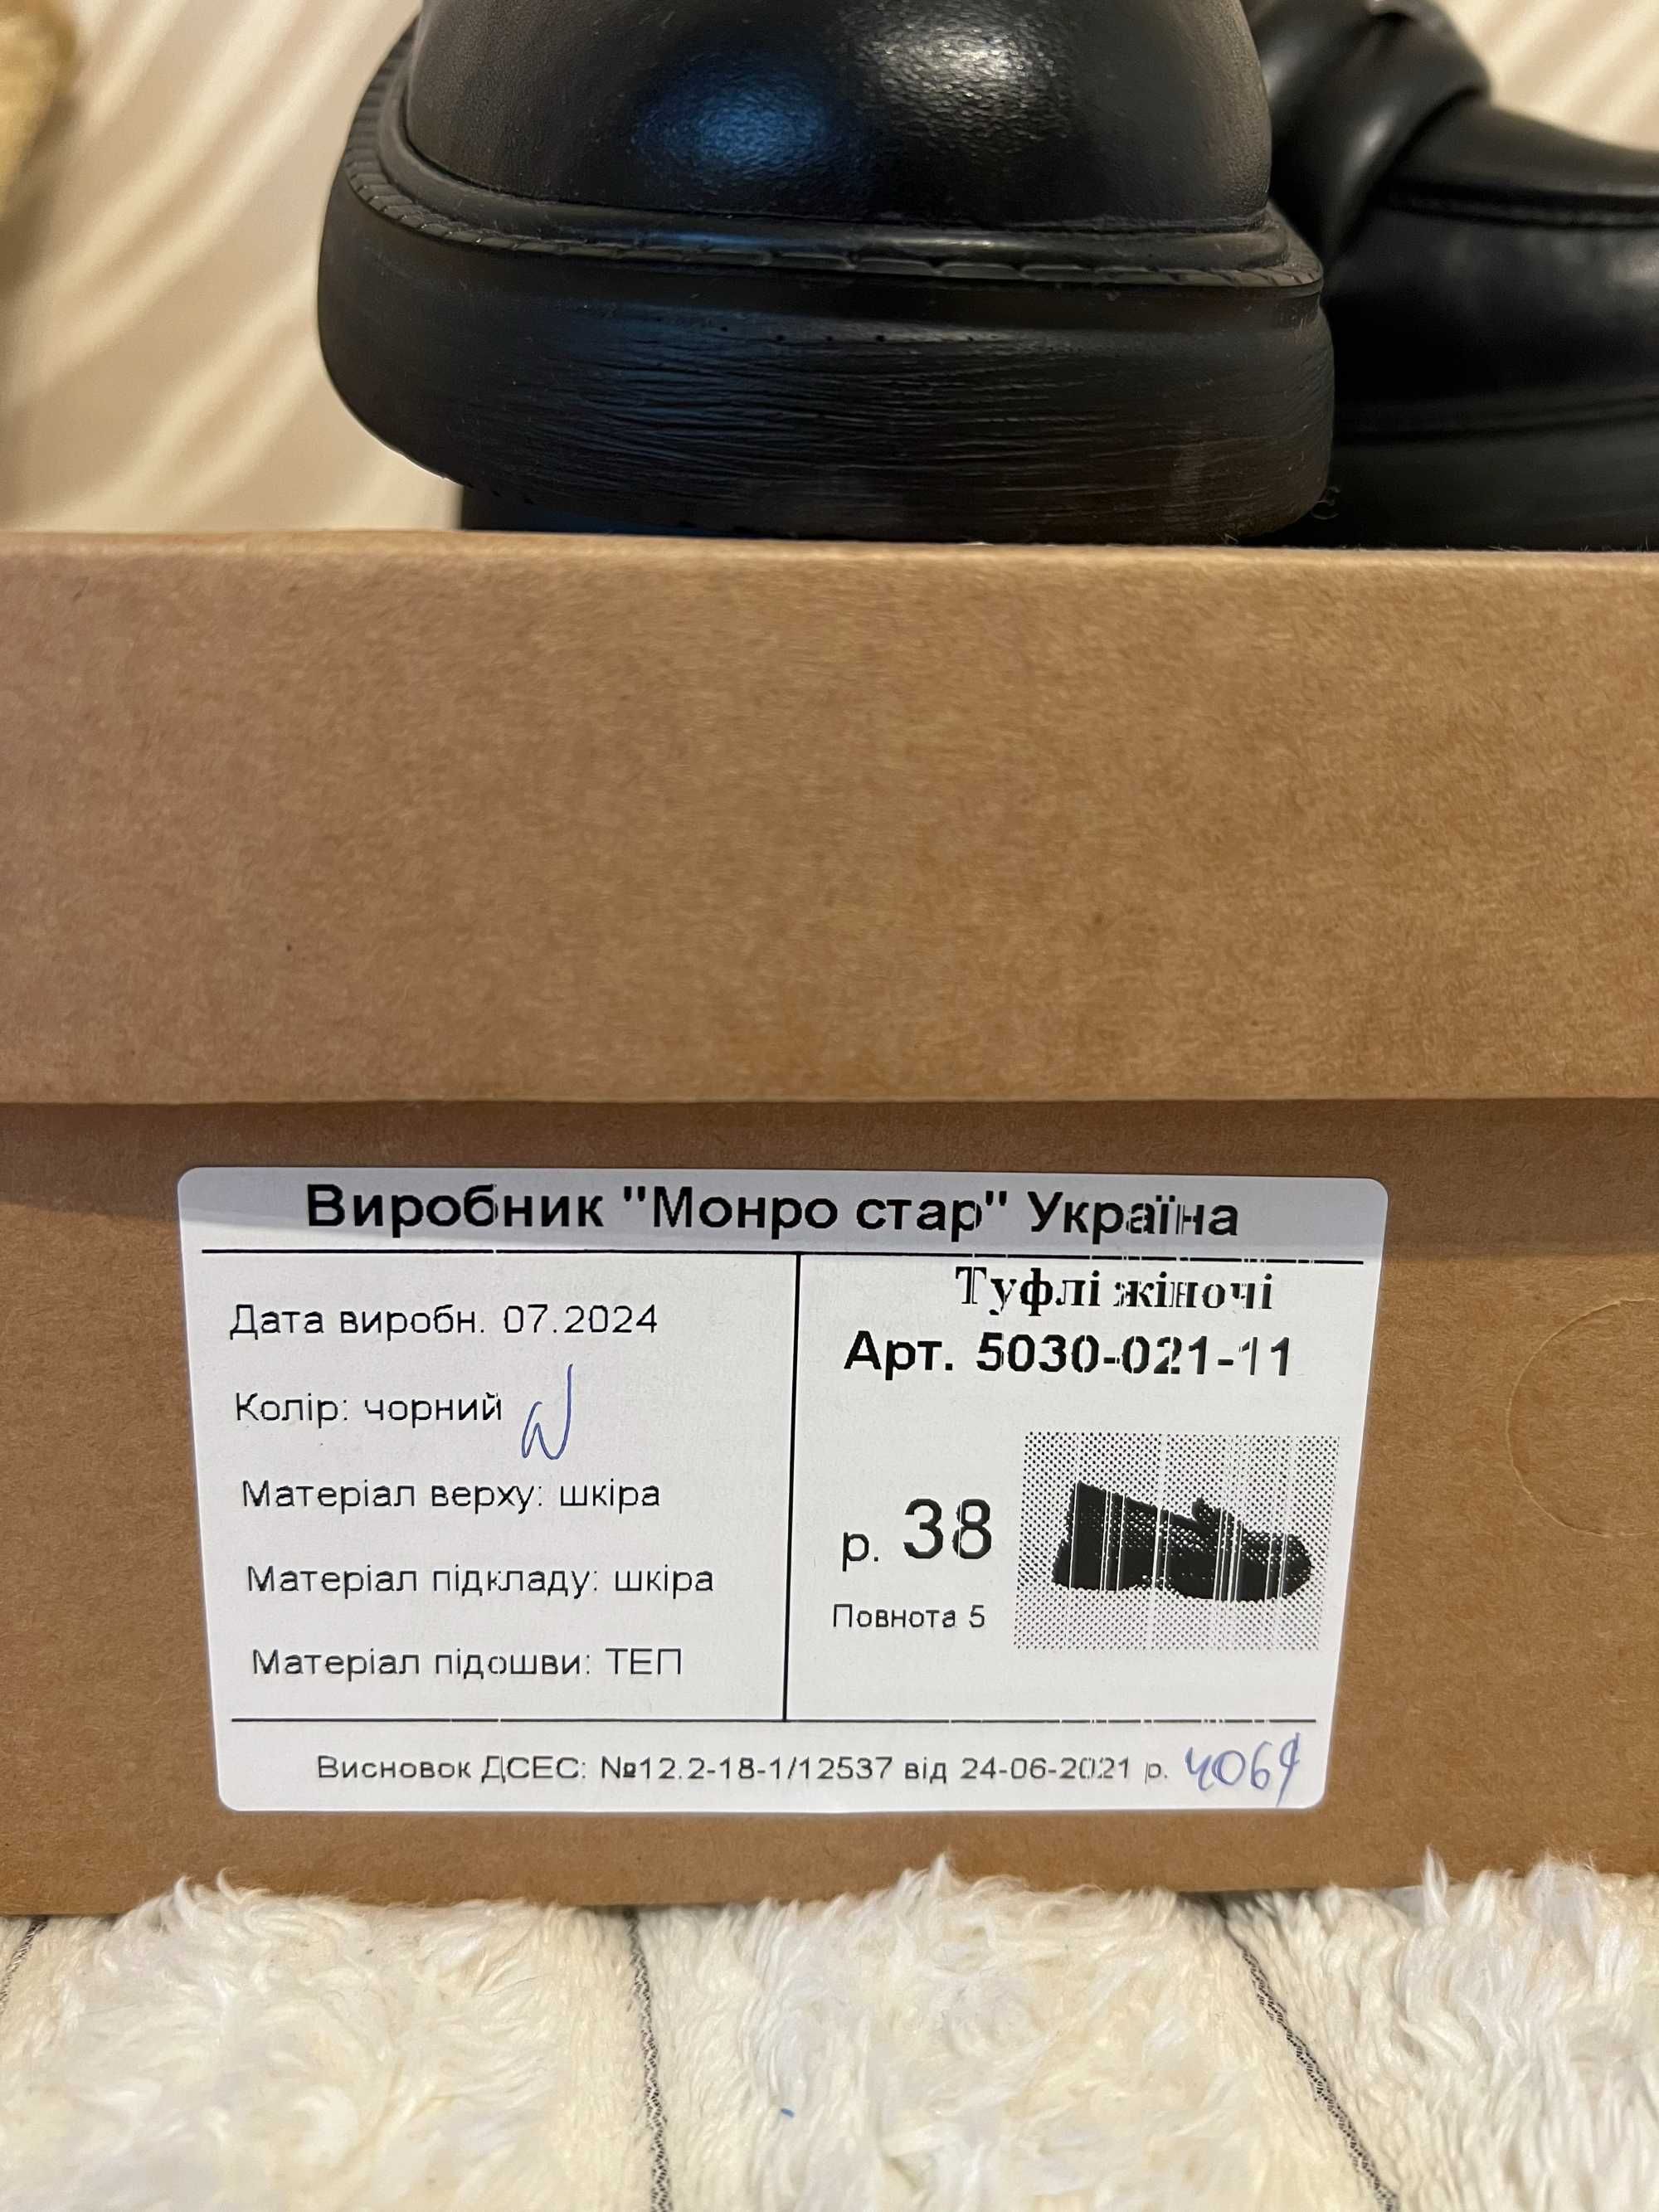 Виробник "Монро стар" Україна
Дата виробн. 07.2024
Колір: чорний
Матеріал верху: шкіра
Матеріал підкладу: шкіра
Матеріал підошви: ТЕП
Туфлі жіночі
Арт. 5030-021-11
р. 38
Повнота 5
Висновок ДСЕС: №12.2-18-1/12537 від 24-06-2021 р.